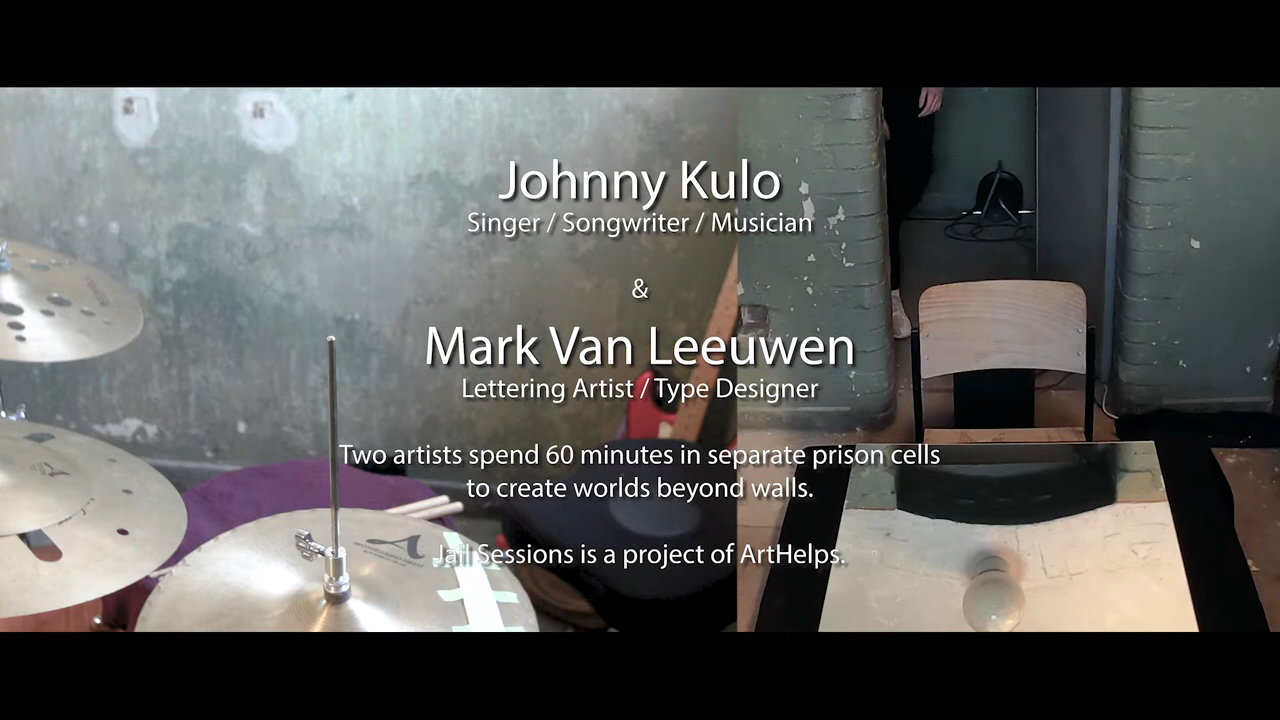 Johnny Kulo
Singer / Songwriter / Musician
&
Mark Van Leeuwen
Lettering Artist / Type Designer
Two artists spend 60 minutes in separate prison cells
to create worlds beyond walls.
Jail Sessions is a project of ArtHelps.